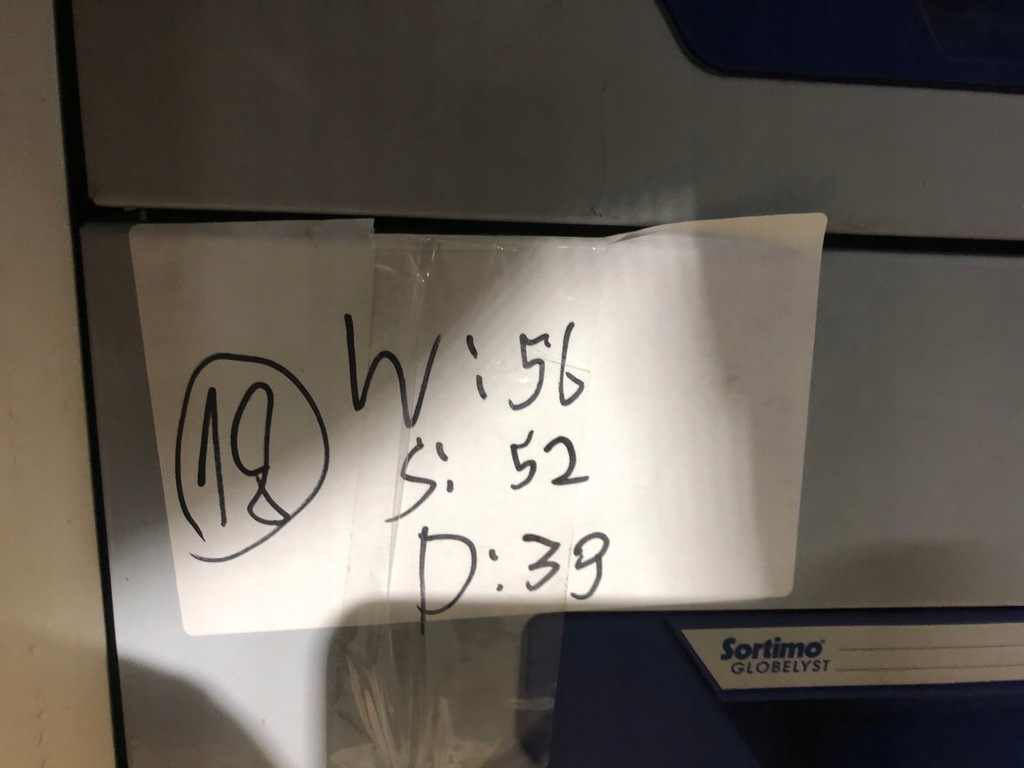 18
W: 56
S: 52
D: 39
Sortimo
GLOBELYST